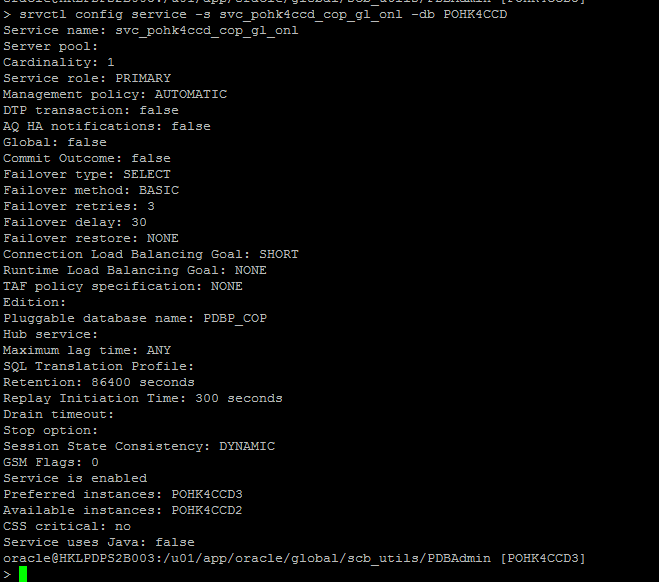 > srvctl config service -s svc_pohk4ccd_cop_gl_onl -db POHK4CCD
Service name: svc_pohk4ccd_cop_gl_onl
Server pool:
Cardinality: 1
Service role: PRIMARY
Management policy: AUTOMATIC
DTP transaction: false
AQ HA notifications: false
Global: false
Commit Outcome: false
Failover type: SELECT
Failover method: BASIC
Failover retries: 3
Failover delay: 30
Failover restore: NONE
Connection Load Balancing Goal: SHORT
Runtime Load Balancing Goal: NONE
TAF policy specification: NONE
Edition:
Pluggable database name: PDBP_COP
Hub service:
Maximum lag time: ANY
SQL Translation Profile:
Retention: 86400 seconds
Replay Initiation Time: 300 seconds
Drain timeout:
Stop option:
Session State Consistency: DYNAMIC
GSM Flags: 0
Service is enabled
Preferred instances: POHK4CCD3
Available instances: POHK4CCD2
CSS critical: no
Service uses Java: false
oracle@HKLPDPS2B003:/u01/app/oracle/global/scb_utils/PDBAdmin [POHK4CCD3]
>